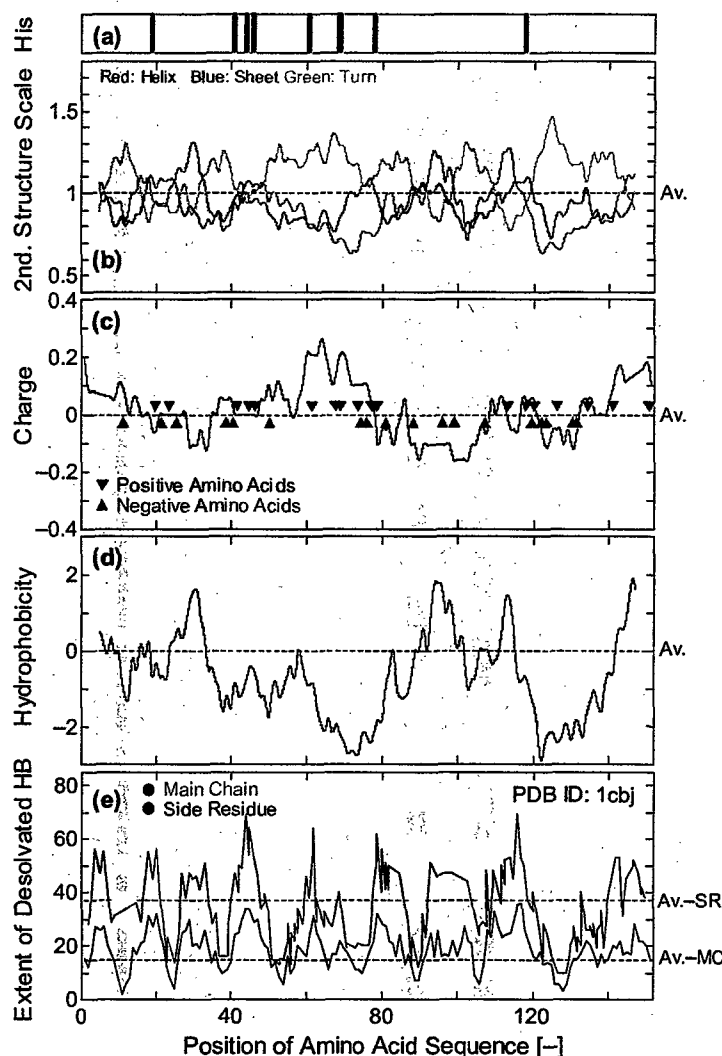 His
(a)
2nd. Structure Scale
Red: Helix Blue: Sheet Green: Turn
1.5
1
0.5
Av.
(b)
Charge
0.4
0.2
0
−0.2
−0.4
(c)
Av.
▼ Positive Amino Acids
▲ Negative Amino Acids
Hydrophobicity
(d)
2
0
−2
Av.
Extent of Desolvated HB
80
60
40
20
0
(e)
● Main Chain
● Side Residue
PDB ID: 1cbj
Av.–SR
Av.–MC
0 40 80 120
Position of Amino Acid Sequence [–]